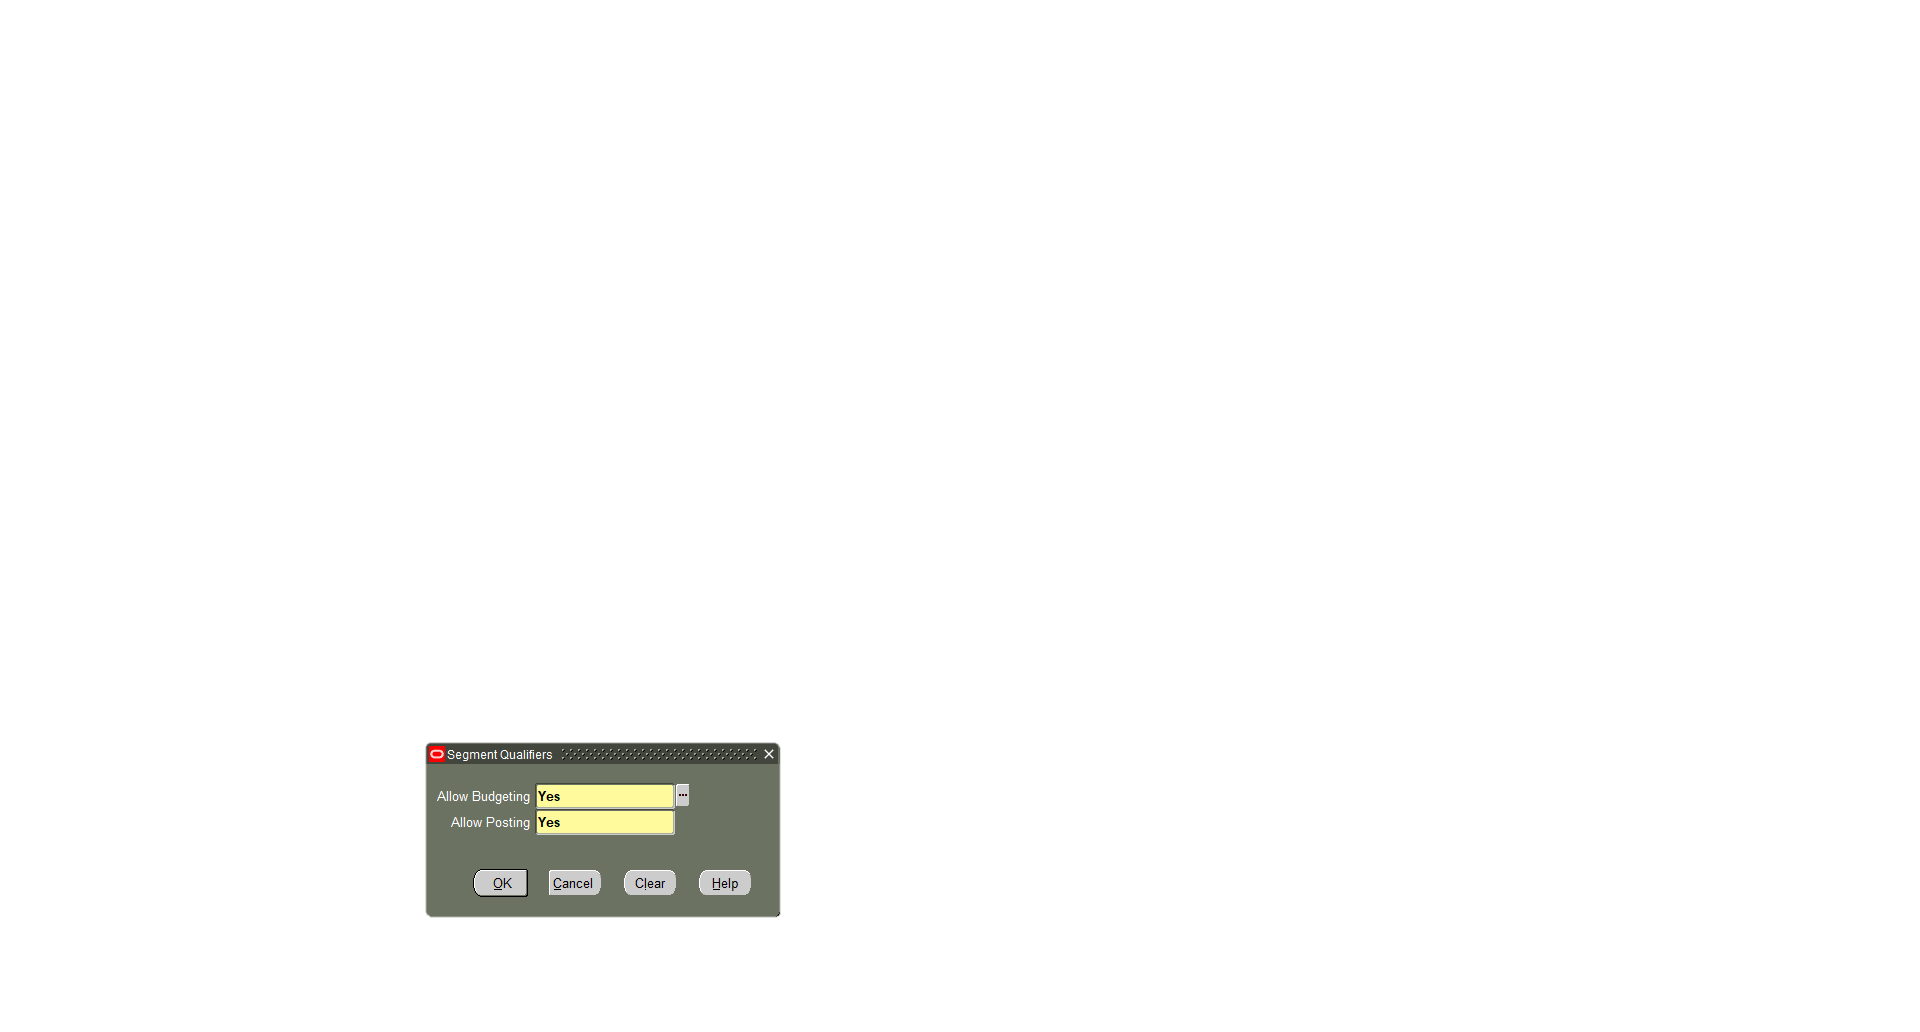 Segment Qualifiers
Allow Budgeting Yes
Allow Posting Yes
OK Cancel Clear Help